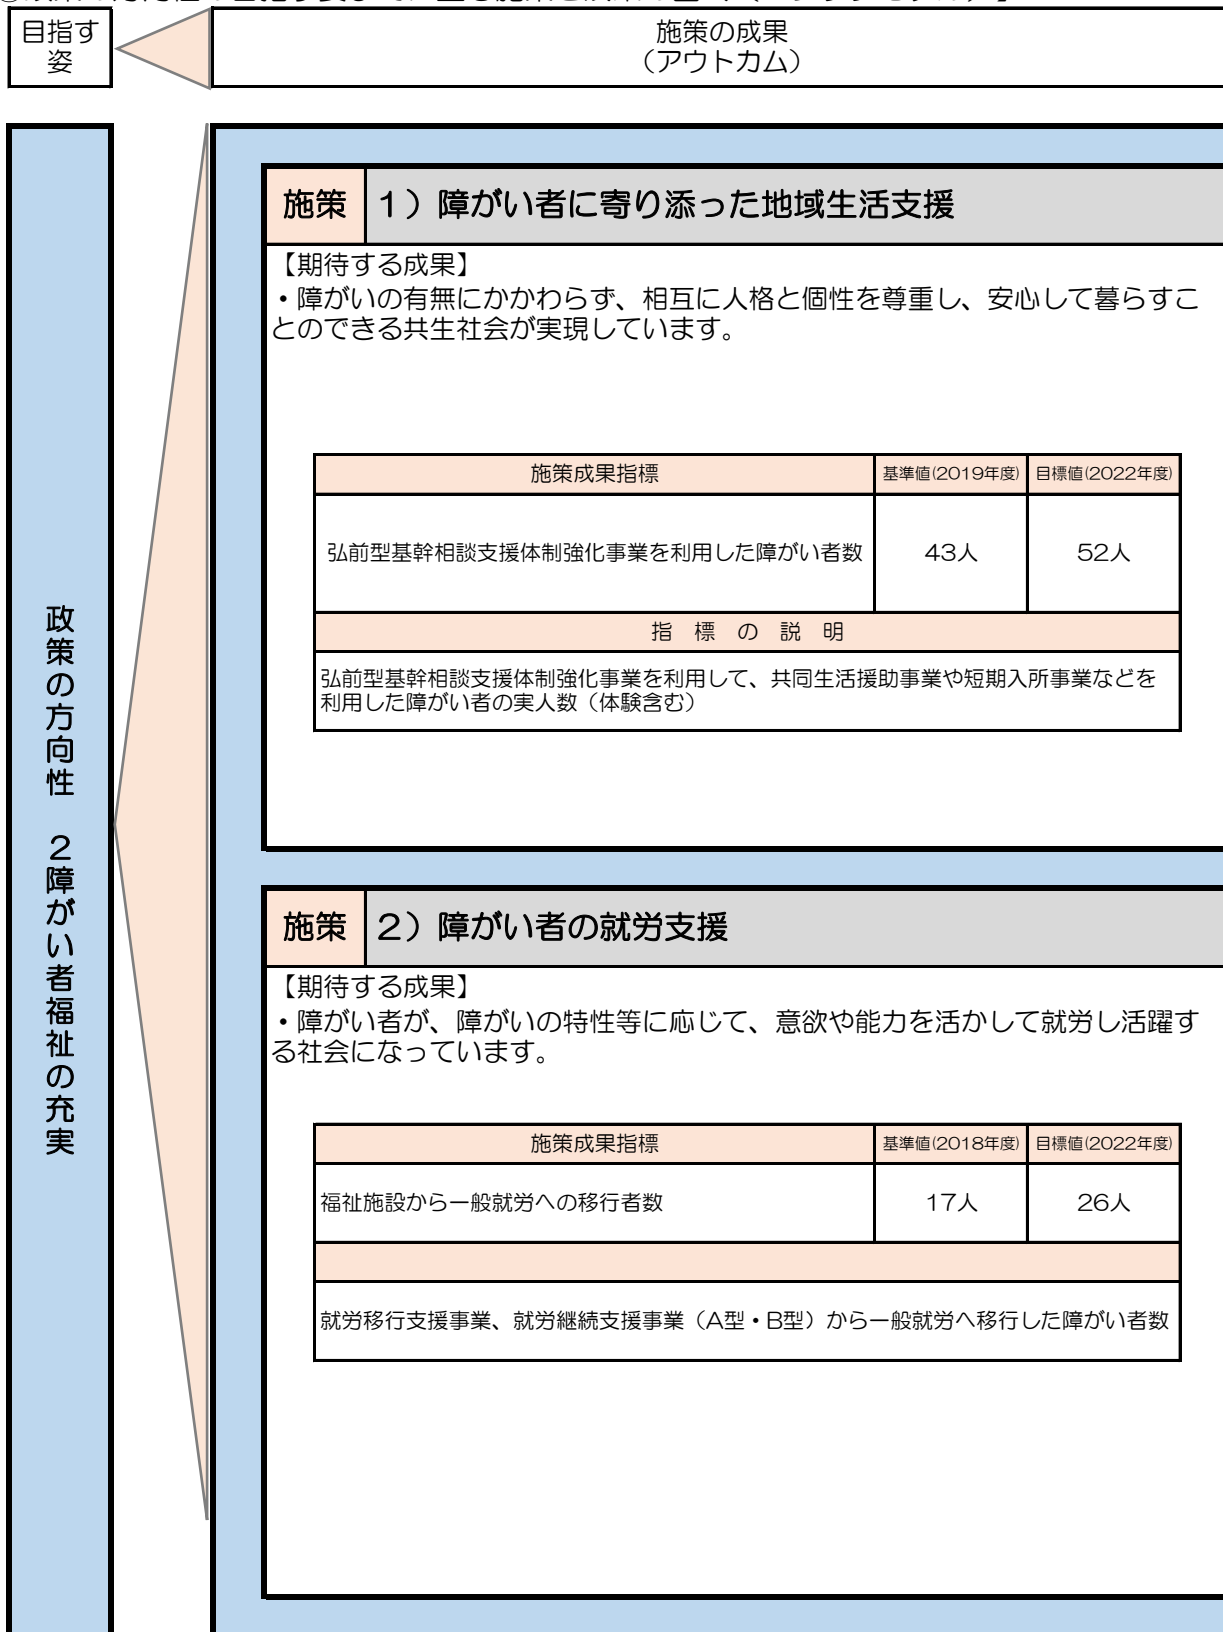 目指す
姿
施策の成果
（アウトカム）
政策の方向性　２障がい者福祉の充実
施策
１）障がい者に寄り添った地域生活支援
【期待する成果】
・障がいの有無にかかわらず、相互に人格と個性を尊重し、安心して暮らすこ
とのできる共生社会が実現しています。
施策成果指標
基準値(2019年度)
目標値(2022年度)
弘前型基幹相談支援体制強化事業を利用した障がい者数
43人
52人
指　標　の　説　明
弘前型基幹相談支援体制強化事業を利用して、共同生活援助事業や短期入所事業などを
利用した障がい者の実人数（体験含む）
施策
２）障がい者の就労支援
【期待する成果】
・障がい者が、障がいの特性等に応じて、意欲や能力を活かして就労し活躍す
る社会になっています。
施策成果指標
基準値(2018年度)
目標値(2022年度)
福祉施設から一般就労への移行者数
17人
26人
就労移行支援事業、就労継続支援事業（A型・B型）から一般就労へ移行した障がい者数